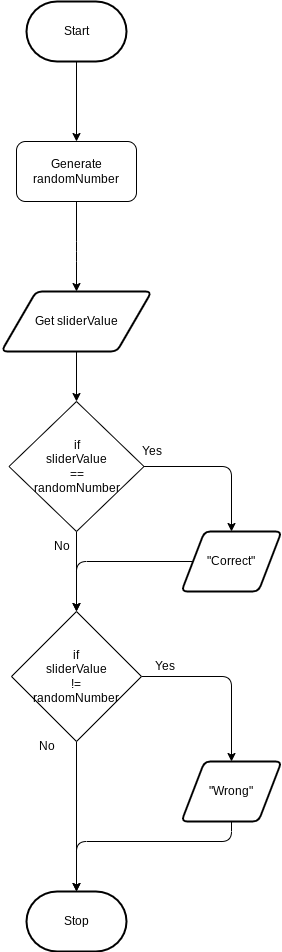 Start
Generate
randomNumber
Get sliderValue
if
sliderValue
==
randomNumber
Yes
No
"Correct"
if
sliderValue
!=
randomNumber
Yes
No
"Wrong"
Stop